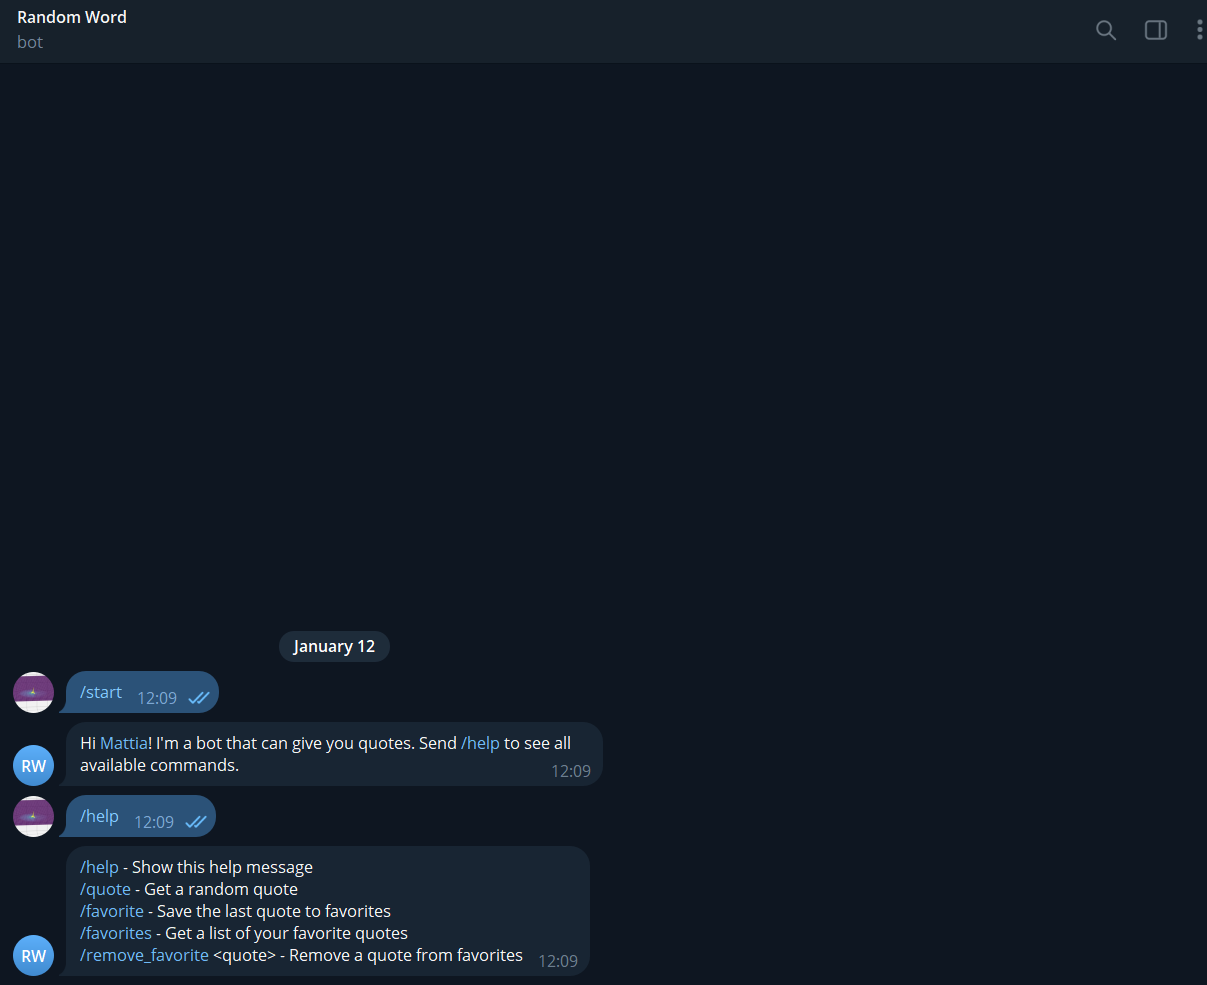 Random Word
bot
January 12
/start 12:09
Hi Mattia! I'm a bot that can give you quotes. Send /help to see all
available commands.
12:09
/help 12:09
/help - Show this help message
/quote - Get a random quote
/favorite - Save the last quote to favorites
/favorites - Get a list of your favorite quotes
RW /remove_favorite <quote> - Remove a quote from favorites 12:09
RW